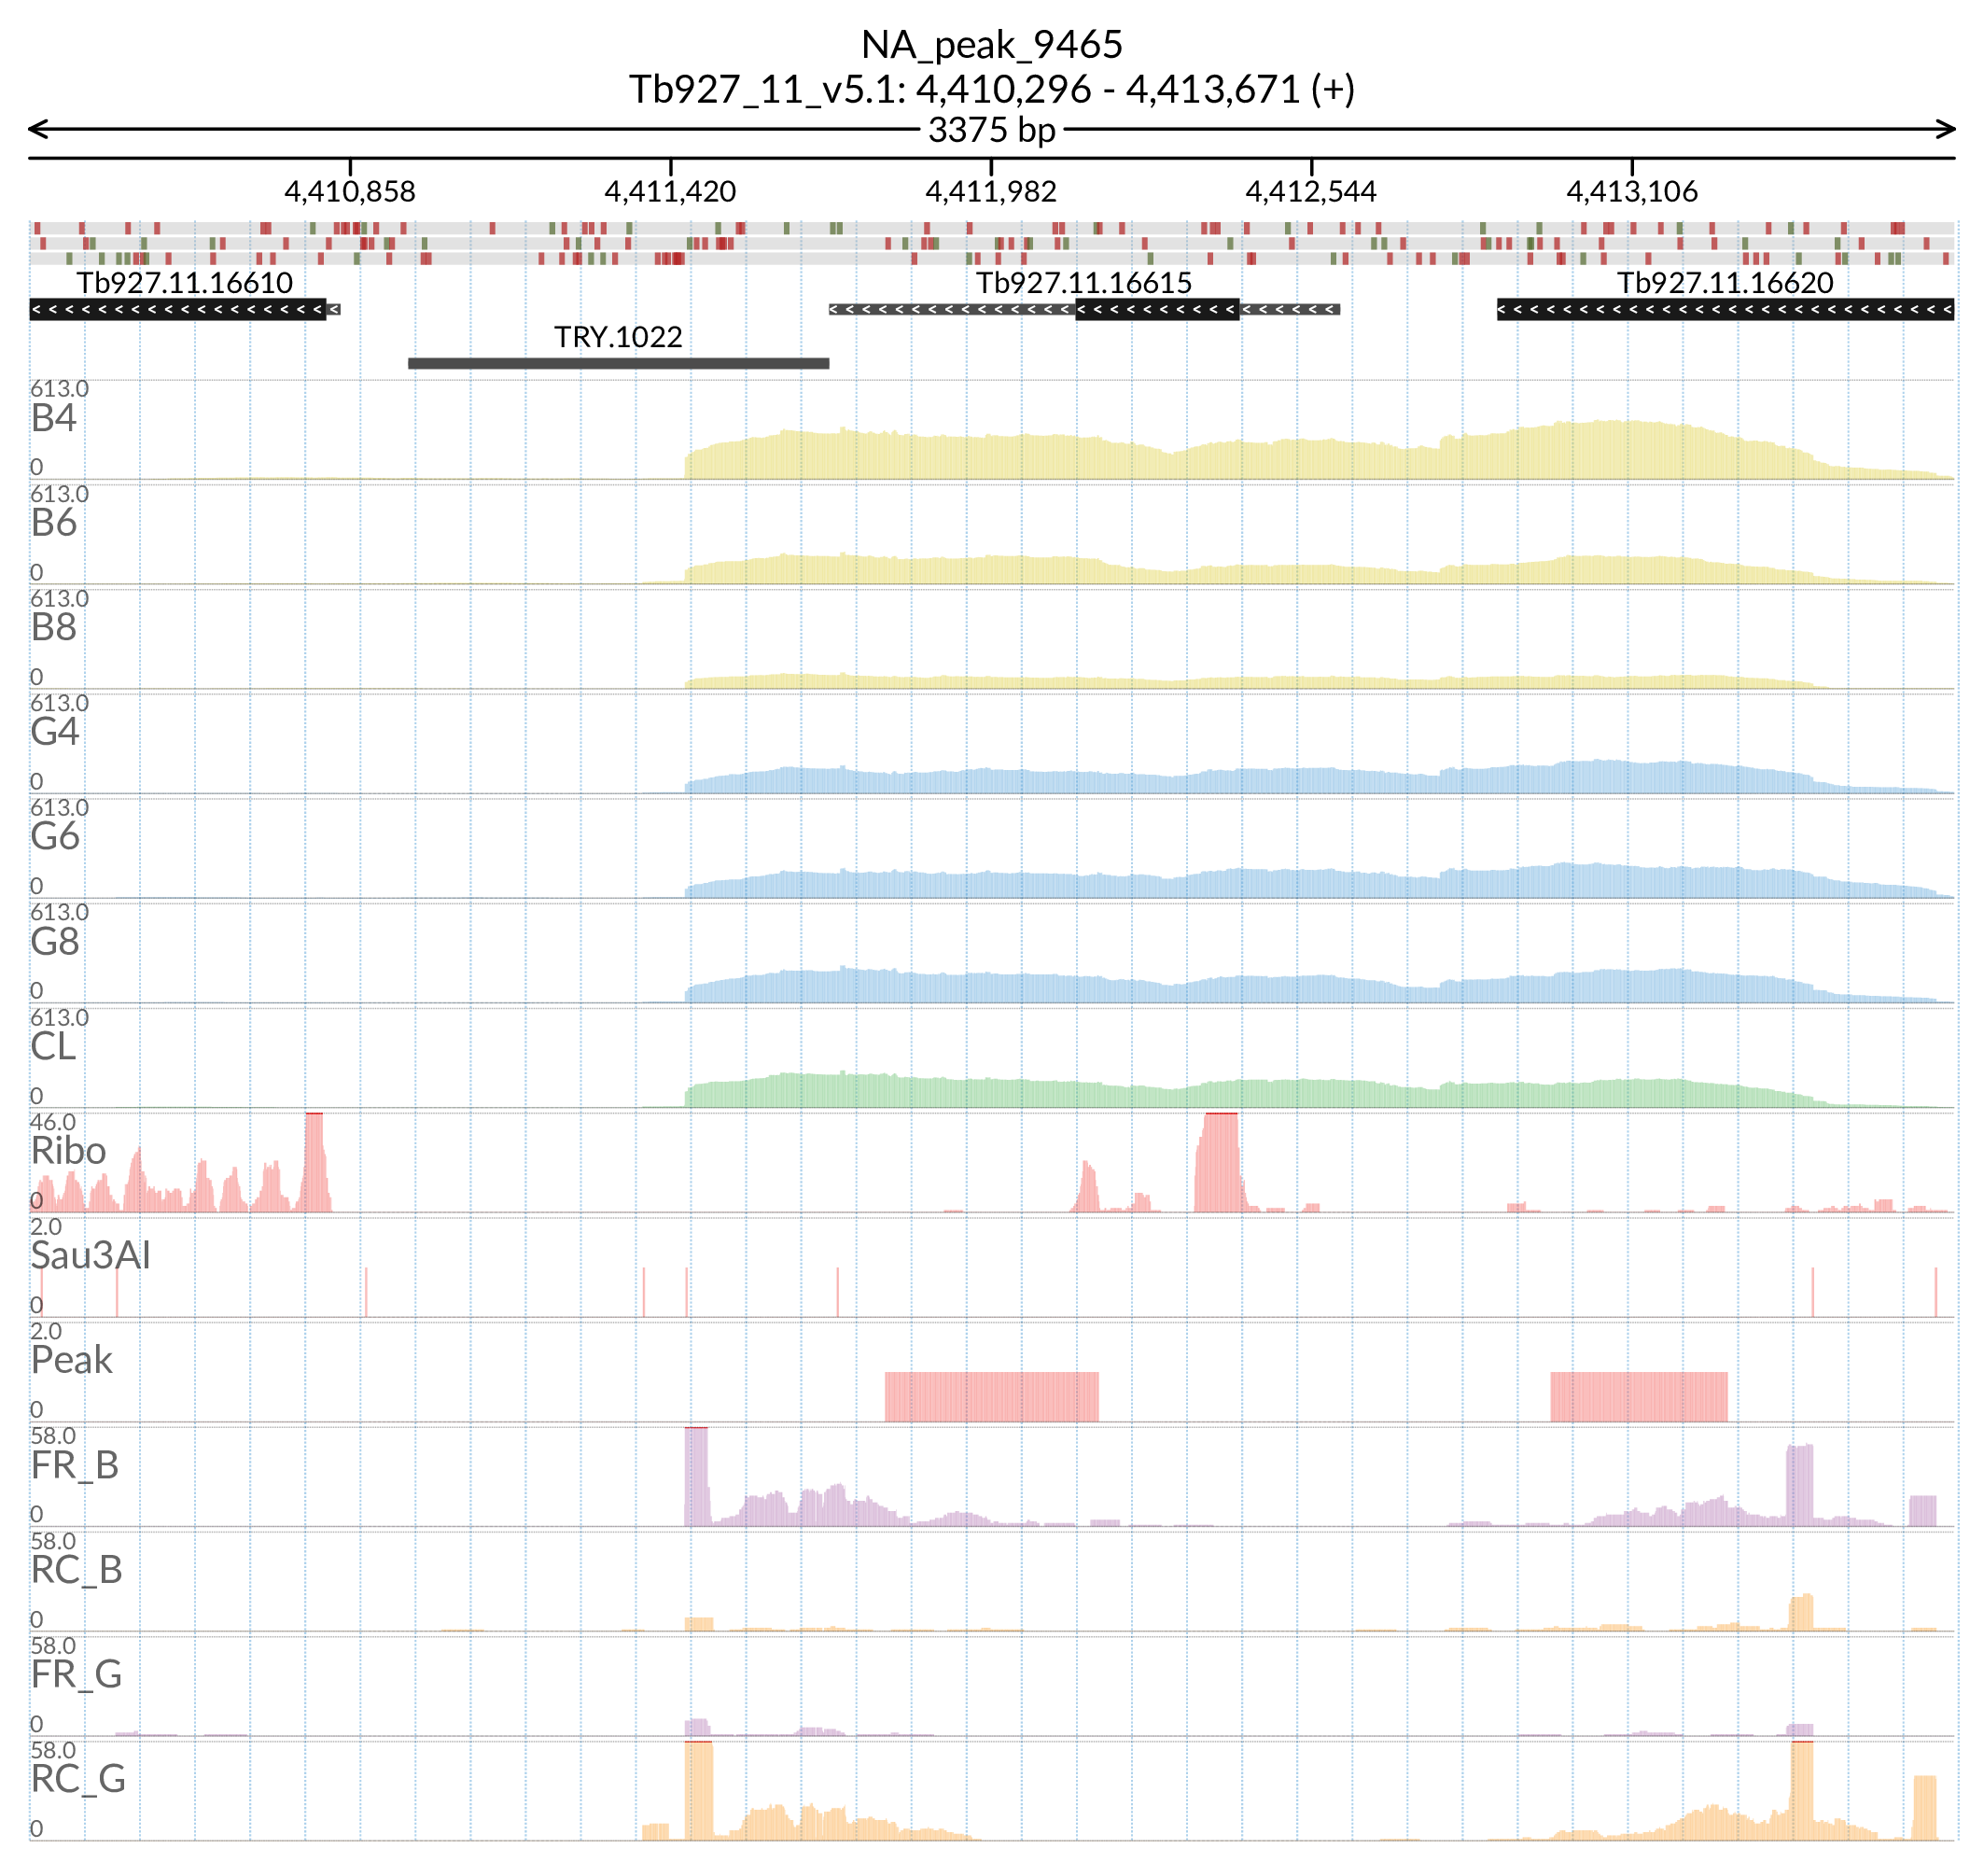 NA_peak_9465
Tb927_11_v5.1: 4,410,296 - 4,413,671 (+)
3375 bp
4,410,858 4,411,420 4,411,982 4,412,544 4,413,106
Tb927.11.16610 Tb927.11.16615 Tb927.11.16620
TRY.1022
613.0
B4
0
613.0
B6
0
613.0
B8
0
613.0
G4
0
613.0
G6
0
613.0
G8
0
613.0
CL
0
46.0
Ribo
0
2.0
Sau3AI
0
2.0
Peak
0
58.0
FR_B
0
58.0
RC_B
0
58.0
FR_G
0
58.0
RC_G
0